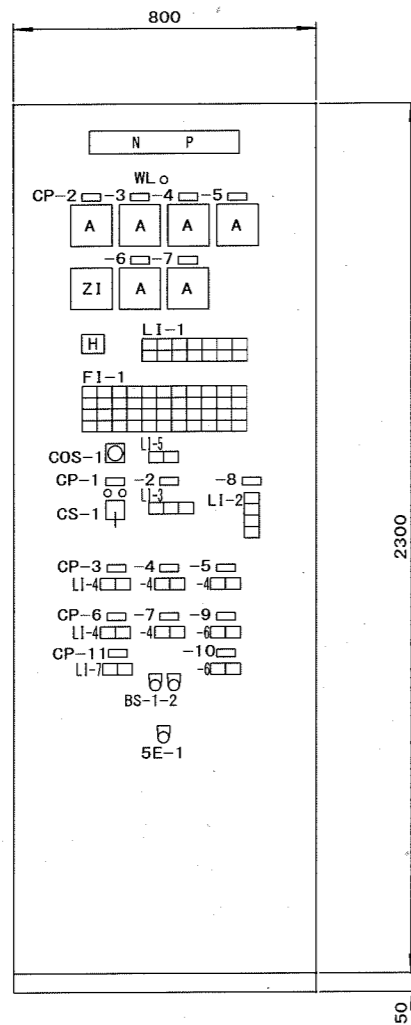 800
N P
WL
CP-2 -3 -4 -5
A A A A
-6 -7
ZI A A
H LI-1
FI-1
COS-1 LI-5
CP-1 -2 -8
CS-1 LI-3 LI-2
2300
CP-3 -4 -5
LI-4 -4 -4
CP-6 -7 -9
LI-4 -4 -6
CP-11 -10
LI-7 -6
BS-1-2
5E-1
50